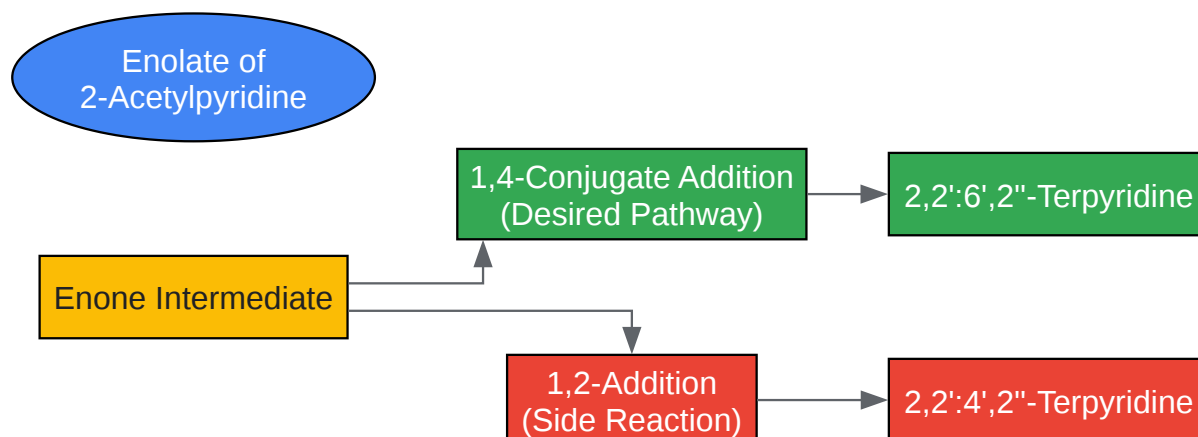 Enolate of
2-Acetylpyridine
1,4-Conjugate Addition
(Desired Pathway)
2,2':6',2''-Terpyridine
Enone Intermediate
1,2-Addition
(Side Reaction)
2,2':4',2''-Terpyridine